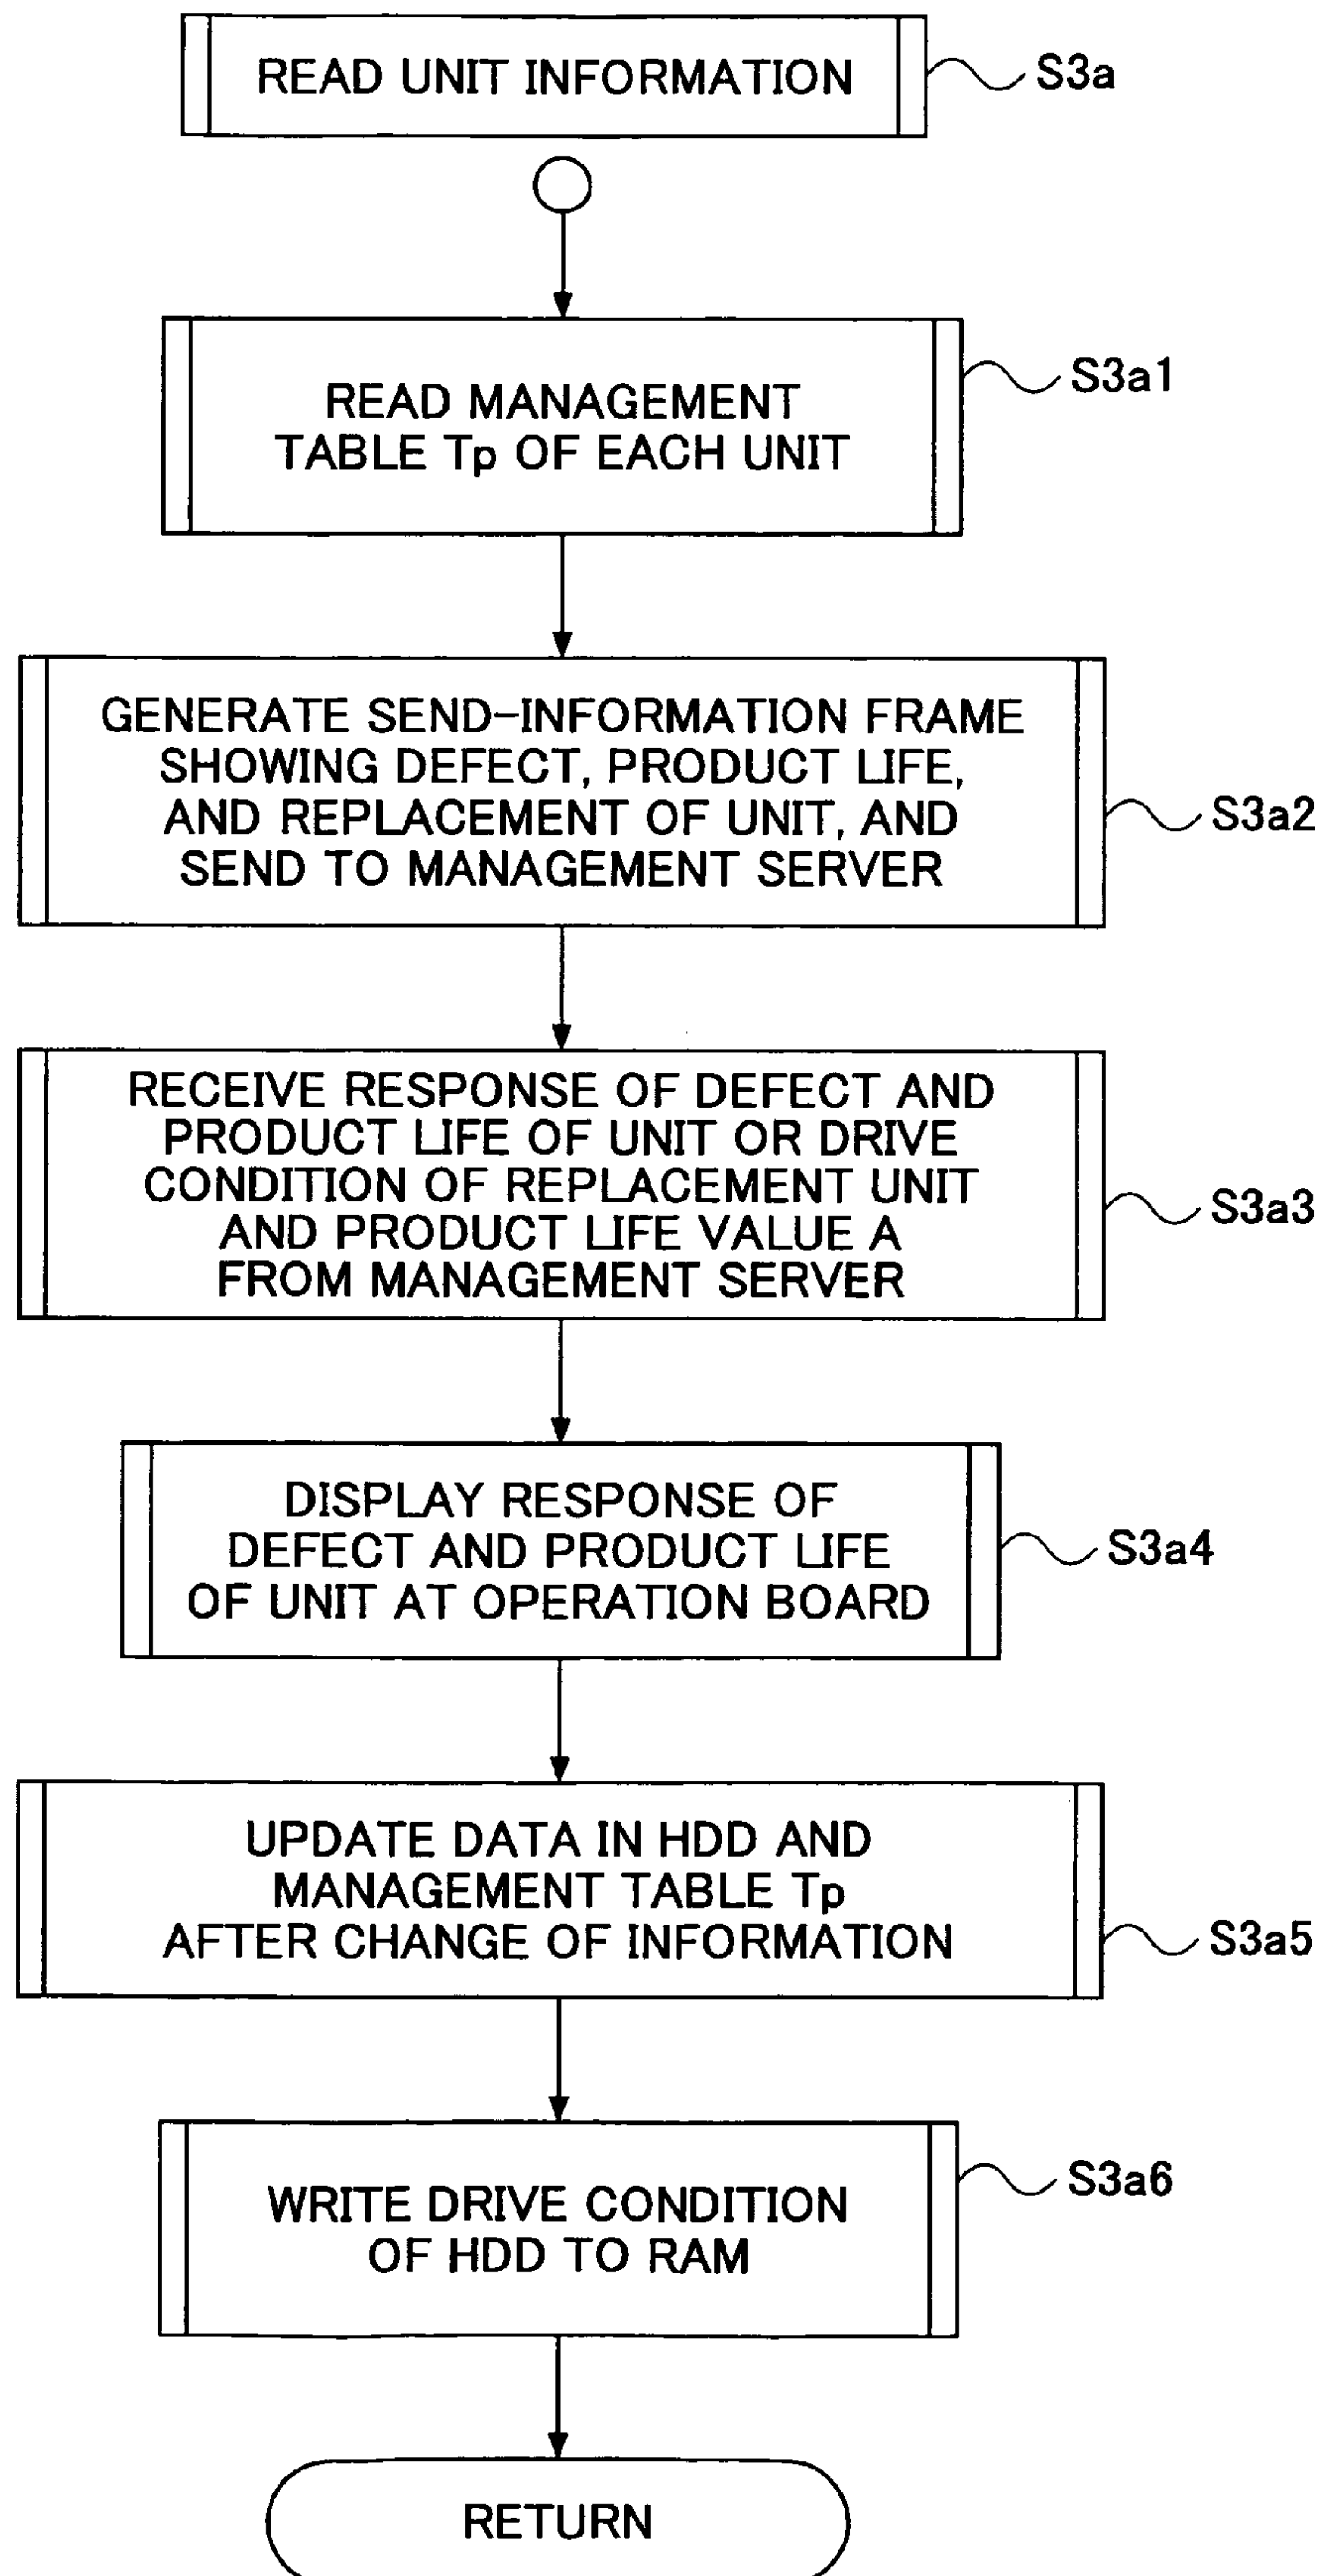 READ UNIT INFORMATION
S3a
READ MANAGEMENT
TABLE Tp OF EACH UNIT
S3a1
GENERATE SEND-INFORMATION FRAME
SHOWING DEFECT, PRODUCT LIFE,
AND REPLACEMENT OF UNIT, AND
SEND TO MANAGEMENT SERVER
S3a2
RECEIVE RESPONSE OF DEFECT AND
PRODUCT LIFE OF UNIT OR DRIVE
CONDITION OF REPLACEMENT UNIT
AND PRODUCT LIFE VALUE A
FROM MANAGEMENT SERVER
S3a3
DISPLAY RESPONSE OF
DEFECT AND PRODUCT LIFE
OF UNIT AT OPERATION BOARD
S3a4
UPDATE DATA IN HDD AND
MANAGEMENT TABLE Tp
AFTER CHANGE OF INFORMATION
S3a5
WRITE DRIVE CONDITION
OF HDD TO RAM
S3a6
RETURN